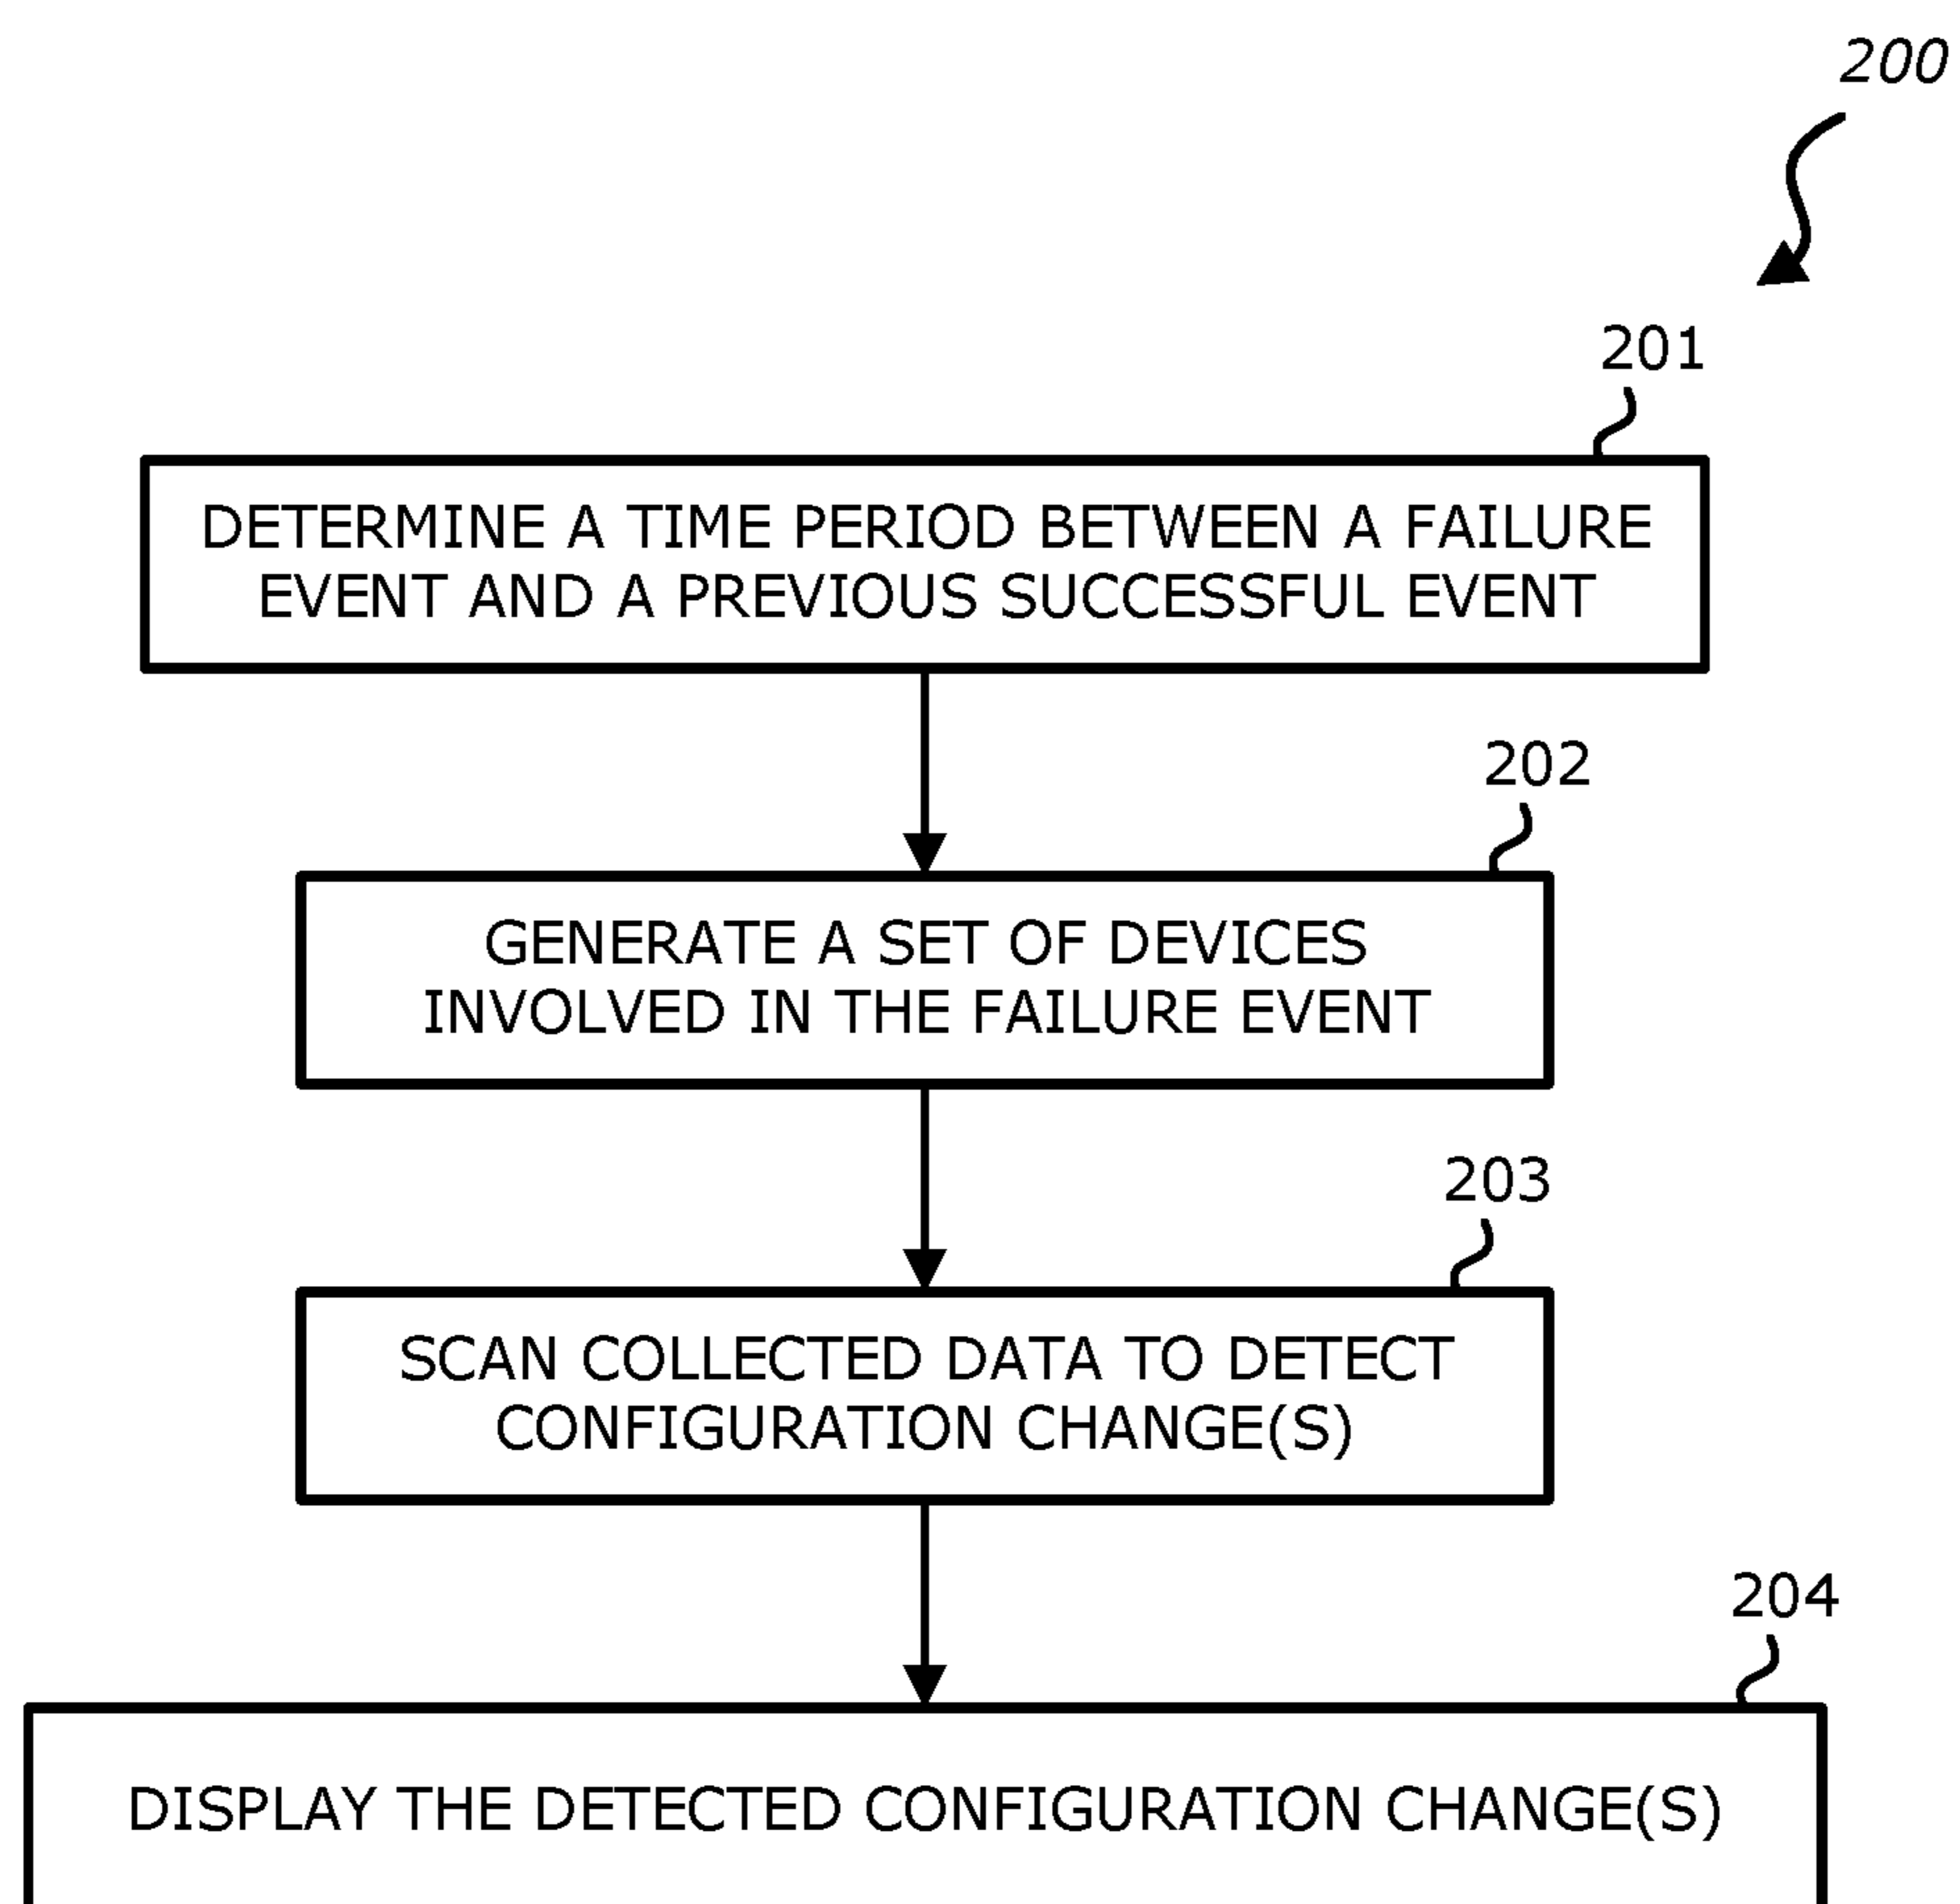 200
201
DETERMINE A TIME PERIOD BETWEEN A FAILURE
EVENT AND A PREVIOUS SUCCESSFUL EVENT
202
GENERATE A SET OF DEVICES
INVOLVED IN THE FAILURE EVENT
203
SCAN COLLECTED DATA TO DETECT
CONFIGURATION CHANGE(S)
204
DISPLAY THE DETECTED CONFIGURATION CHANGE(S)